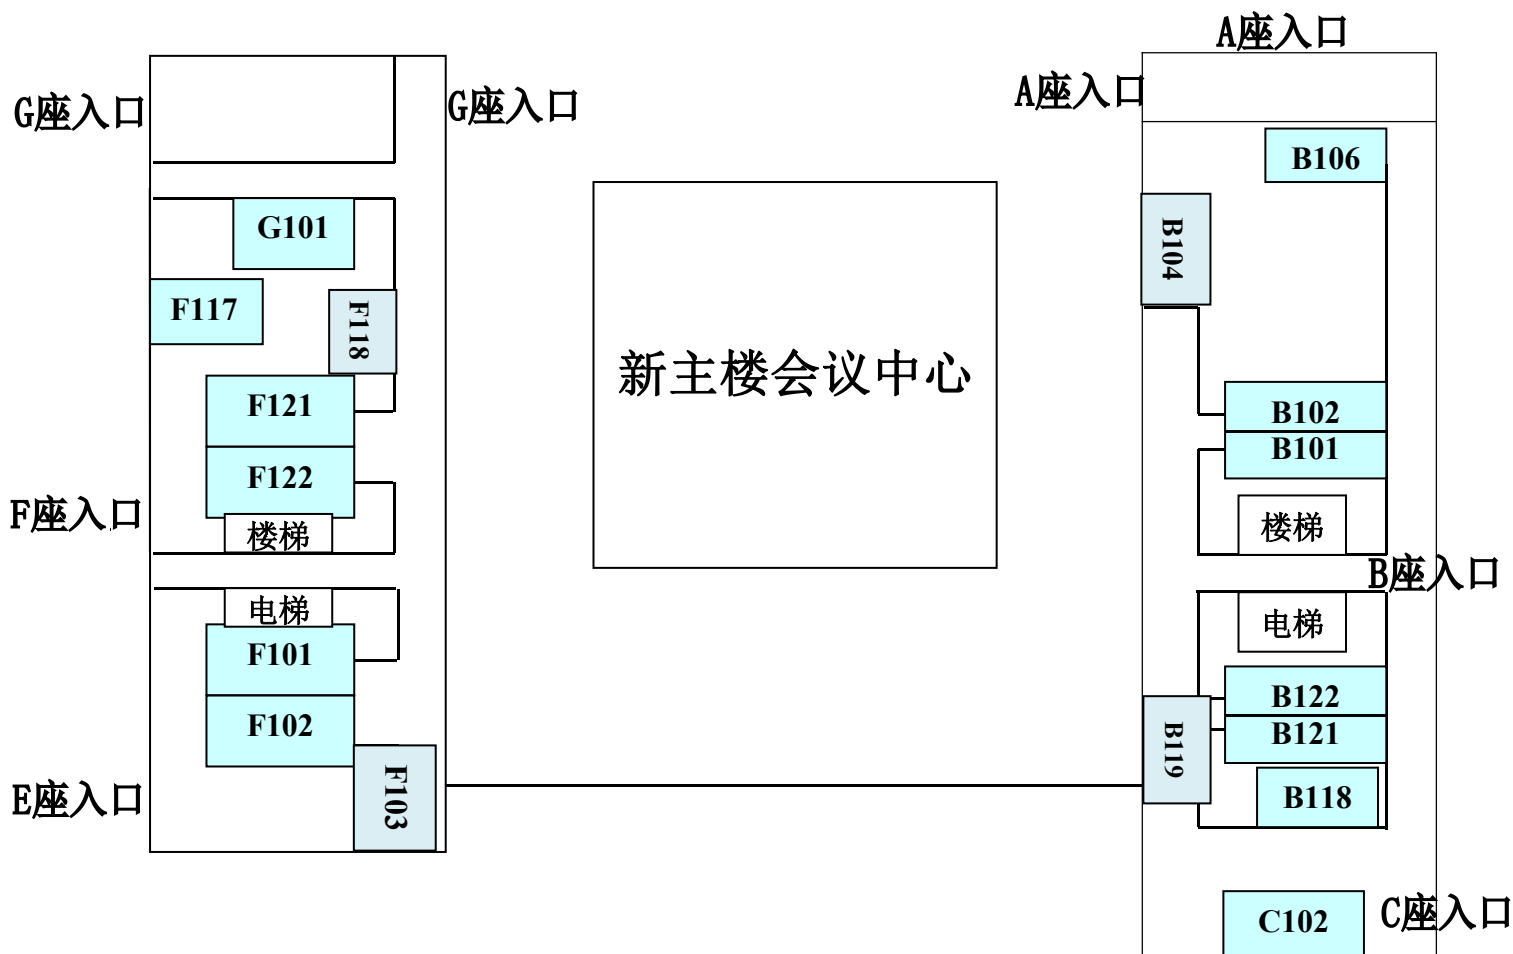 A座入口
A座入口
G座入口
G座入口
B106
G101
B104
F117
F118
新主楼会议中心
F121
B102
B101
F122
F座入口
楼梯
楼梯
B座入口
电梯
电梯
F101
B122
F102
B121
B119
E座入口
F103
B118
C102
C座入口